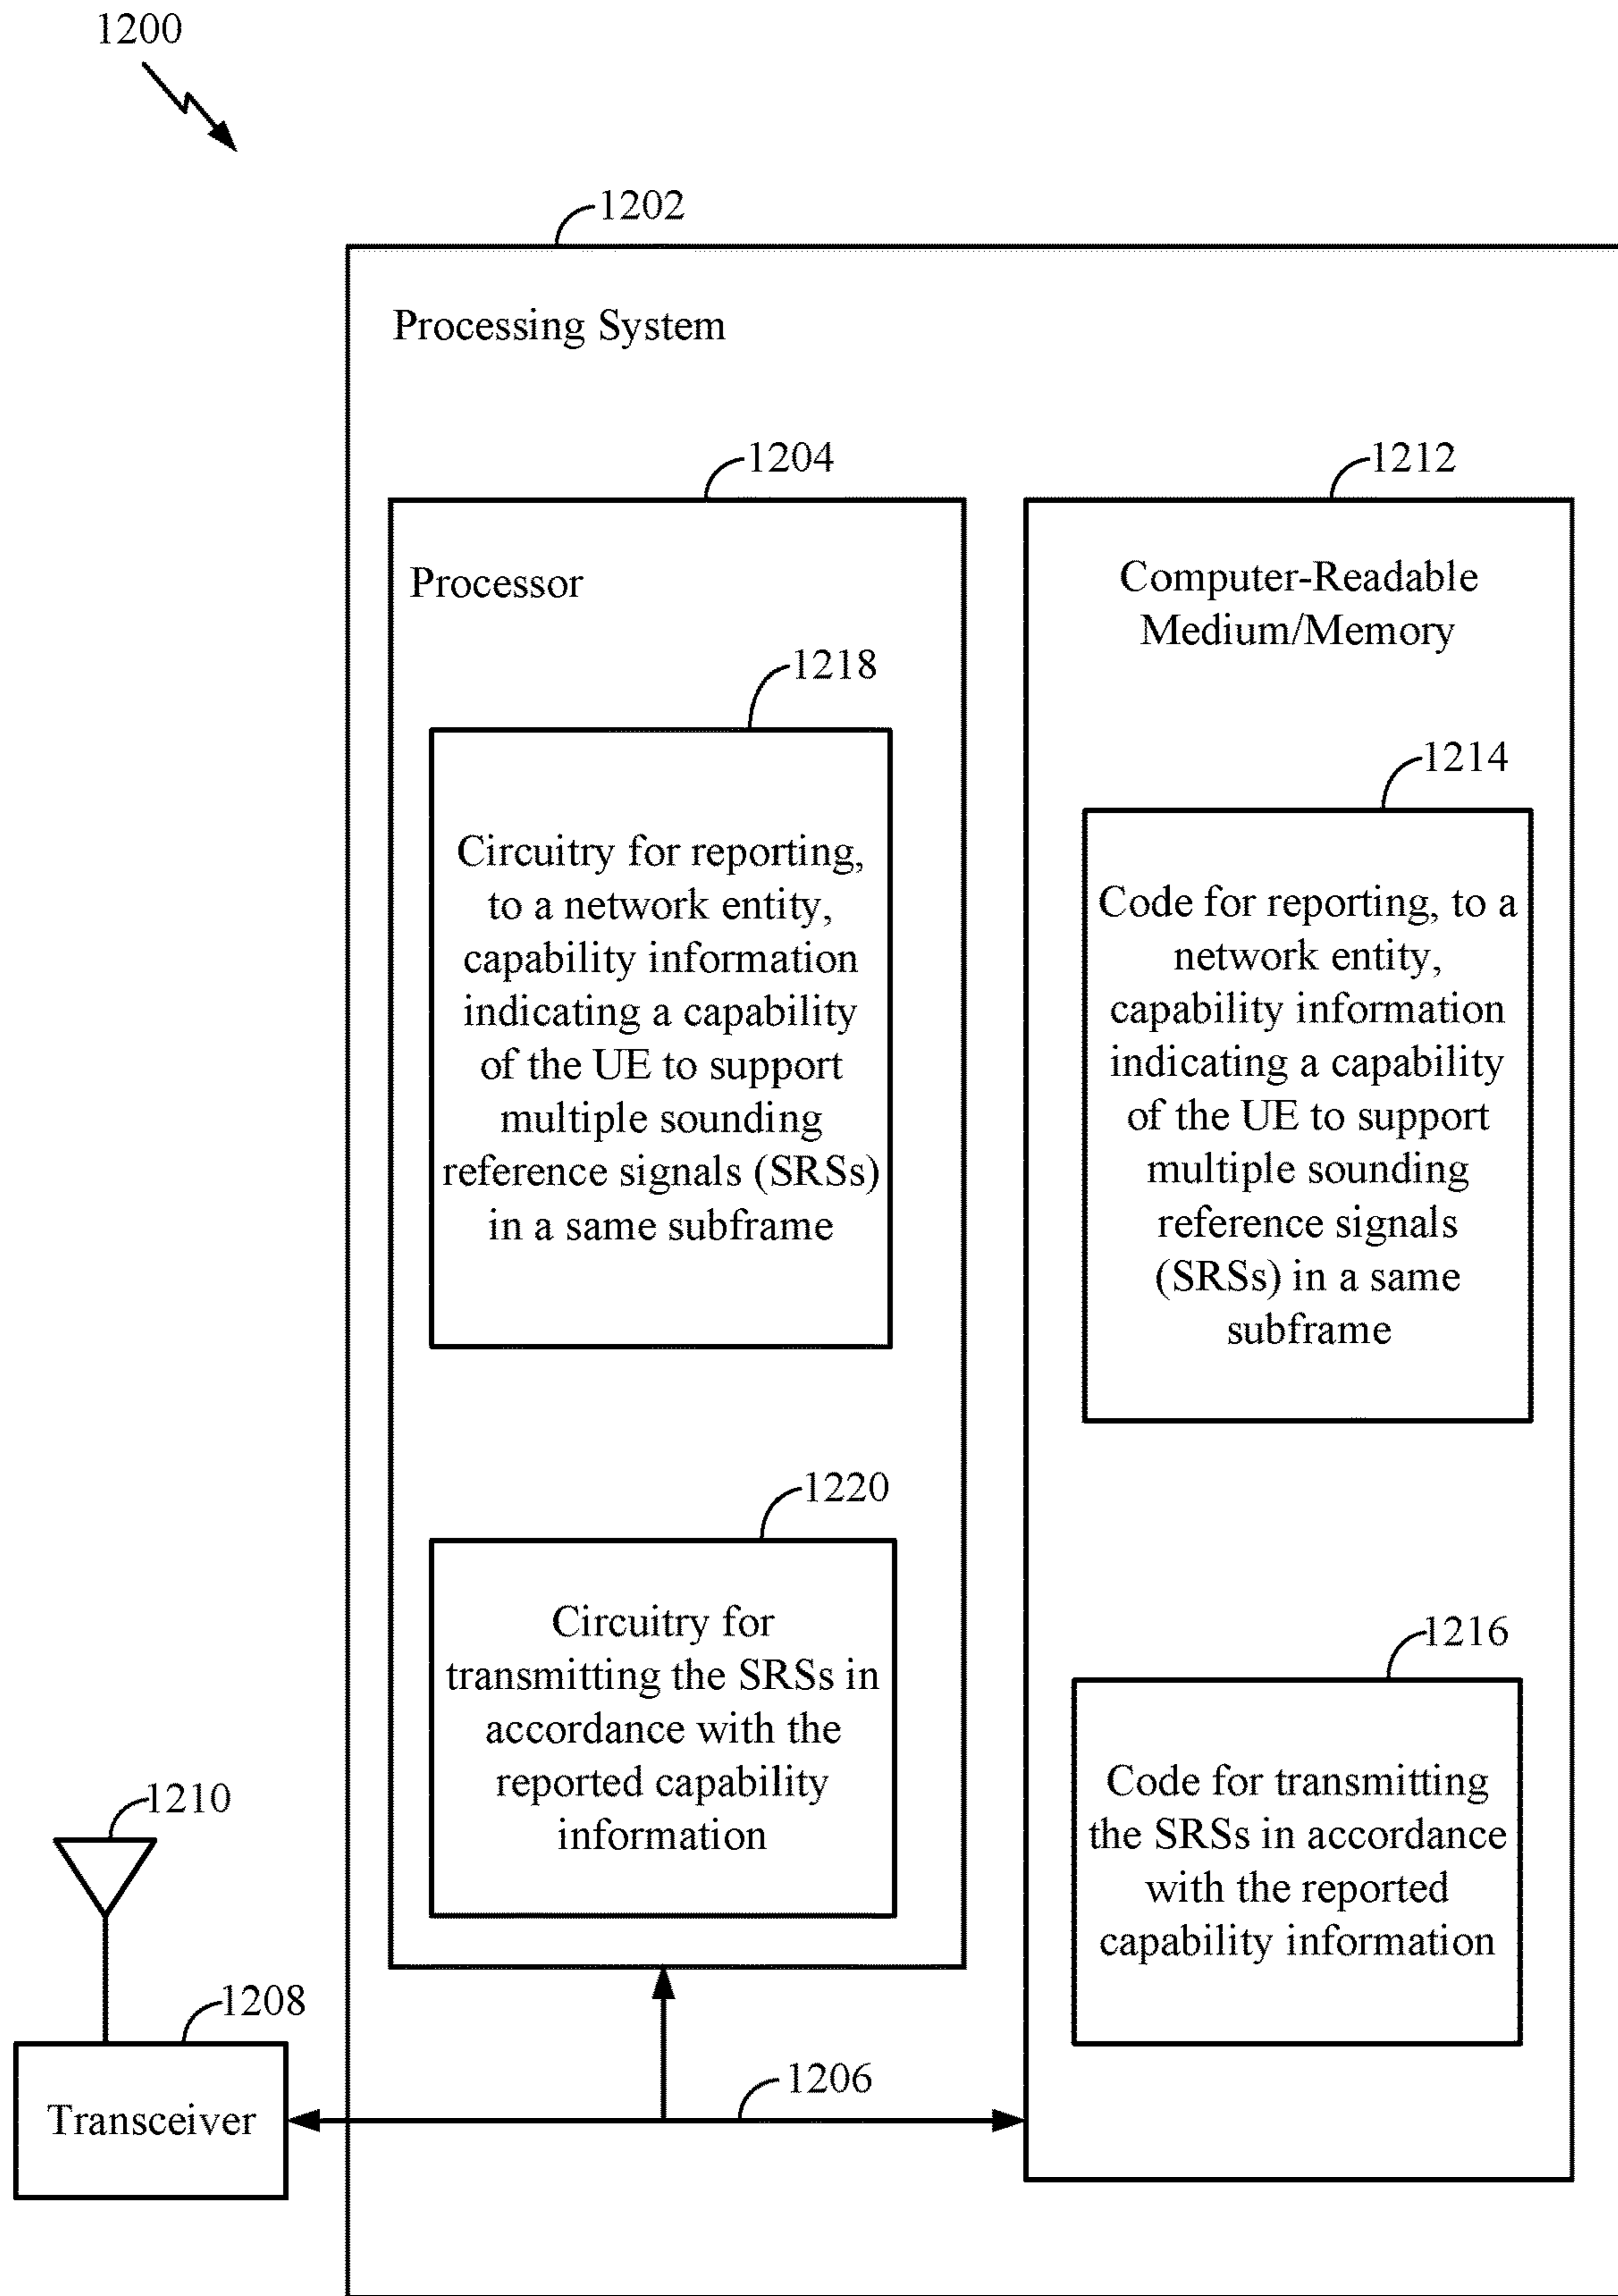 1200
1202
Processing System
1204
Processor
1218
Circuitry for reporting,
to a network entity,
capability information
indicating a capability
of the UE to support
multiple sounding
reference signals (SRSs)
in a same subframe
1220
Circuitry for
transmitting the SRSs in
accordance with the
reported capability
information
1212
Computer-Readable
Medium/Memory
1214
Code for reporting, to a
network entity,
capability information
indicating a capability
of the UE to support
multiple sounding
reference signals
(SRSs) in a same
subframe
1216
Code for transmitting
the SRSs in accordance
with the reported
capability information
1210
1208
Transceiver
1206